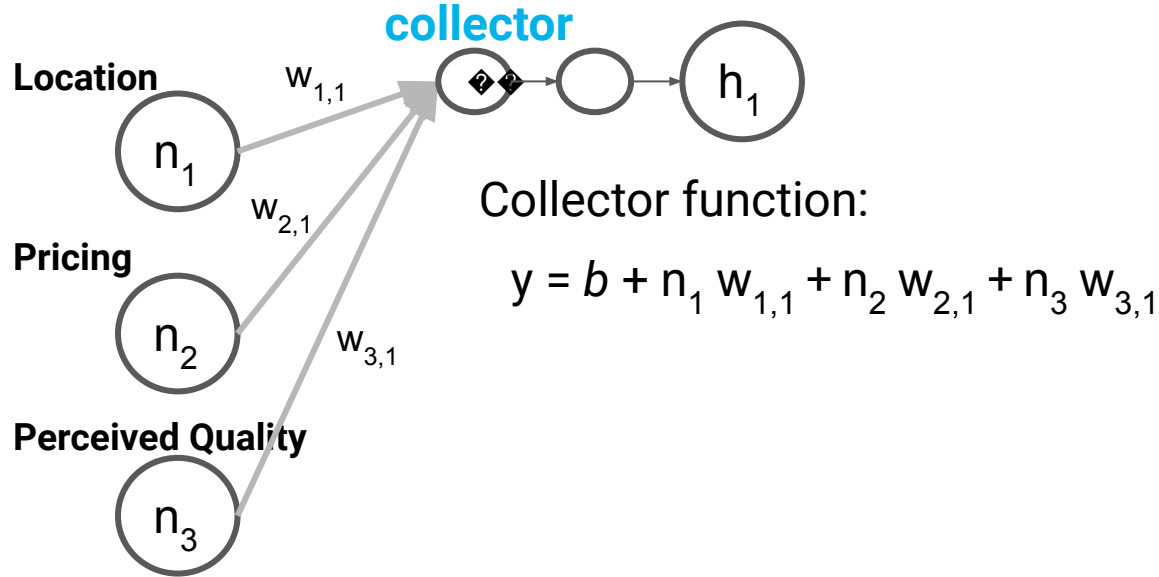 collector
Location
w1,1
��
h1
n1
Collector function:
w2,1
Pricing
y = b + n1 w1,1 + n2 w2,1 + n3 w3,1
n2
w3,1
Perceived Quality
n3